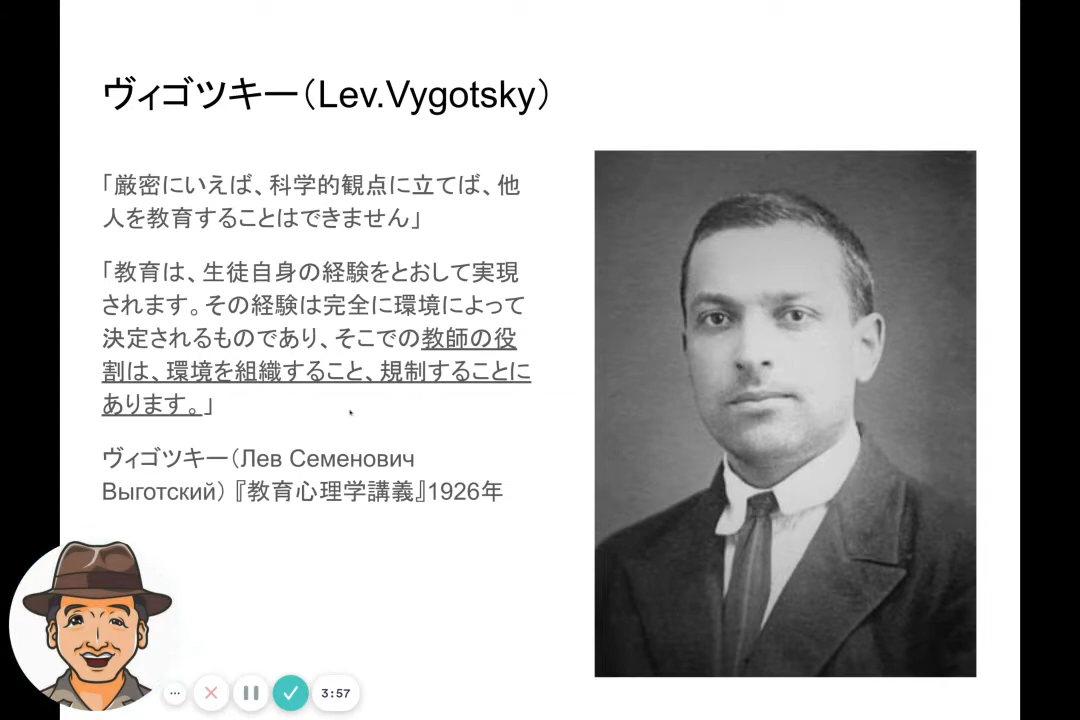 ヴィゴツキー（Lev.Vygotsky）
「厳密にいえば、科学的観点に立てば、他
人を教育することはできません」
「教育は、生徒自身の経験をとおして実現
されます。その経験は完全に環境によって
決定されるものであり、そこでの教師の役
割は、環境を組織すること、規制することに
あります。」
ヴィゴツキー（Лев Семенович
Выготский）『教育心理学講義』1926年
3:57